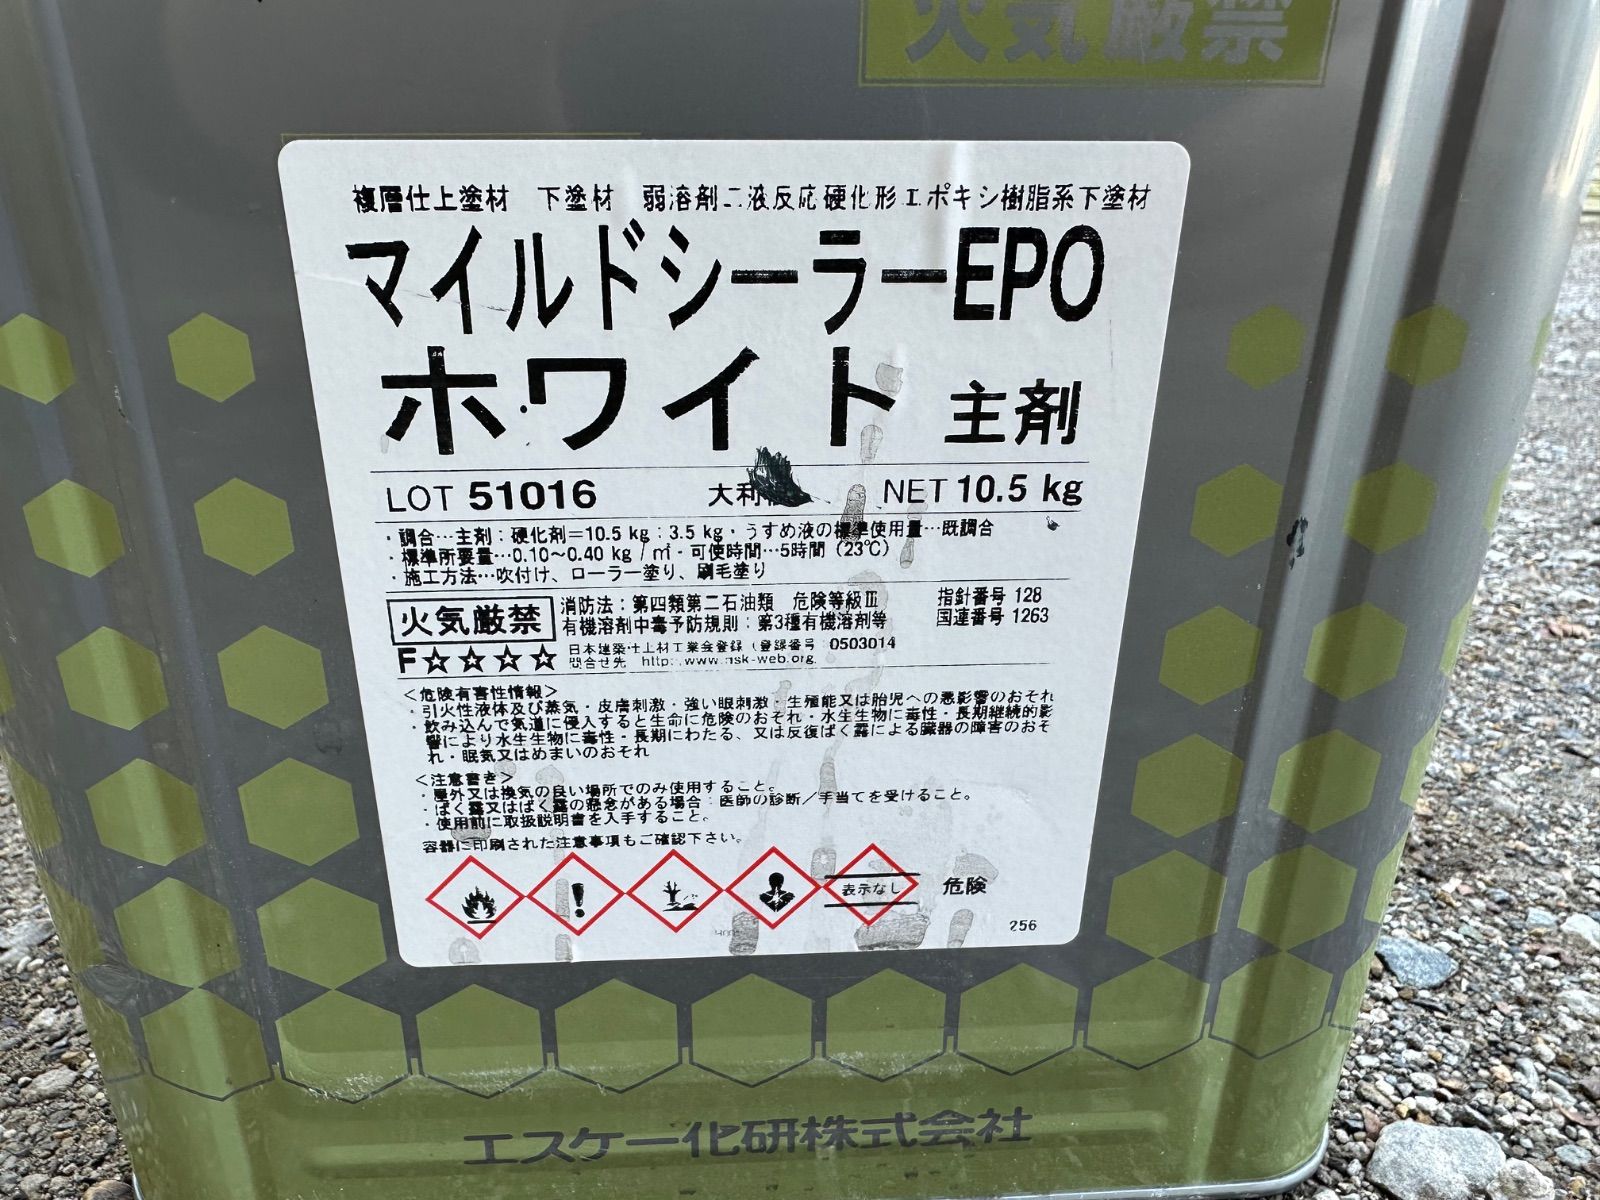 火気厳禁
複層仕上塗材 下塗材 弱溶剤二液反応硬化形エポキシ樹脂系下塗材
マイルドシーラーEPO
ホワイト 主剤
LOT 51016 大利 NET 10.5 kg
・調合…主剤：硬化剤=10.5 kg：3.5 kg・うすめ液の標準使用量…既調合
・標準所要量…0.10～0.40 kg／㎡・可使時間…5時間（23℃）
・施工方法…吹付け、ローラー塗り、刷毛塗り
火気厳禁
消防法：第四類第二石油類 危険等級Ⅲ 指針番号 128
有機溶剤中毒予防規則：第3種有機溶剤等 国連番号 1263
F☆☆☆☆
日本建築仕上材工業会登録（登録番号 0503014
問合せ先 http://www.nsk-web.org
＜危険有害性情報＞
・引火性液体及び蒸気・皮膚刺激・強い眼刺激・生殖能又は胎児への悪影響のおそれ
・飲み込んで気道に侵入すると生命に危険のおそれ・水生生物に毒性・長期継続的影
響により水生生物に毒性・長期にわたる、又は反復ばく露による臓器の障害のおそ
れ・眠気又はめまいのおそれ
＜注意書き＞
・屋外又は換気の良い場所でのみ使用すること。
・ばく露又はばく露の懸念がある場合：医師の診断／手当てを受けること。
・使用前に取扱説明書を入手すること。
容器に印刷された注意事項もご確認下さい。
表示なし 危険
256
エスケー化研株式会社